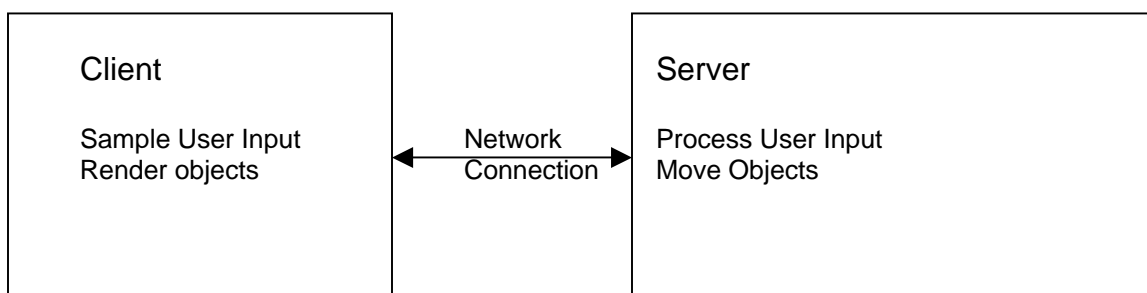 Client
Sample User Input
Render objects
Network
Connection
Server
Process User Input
Move Objects